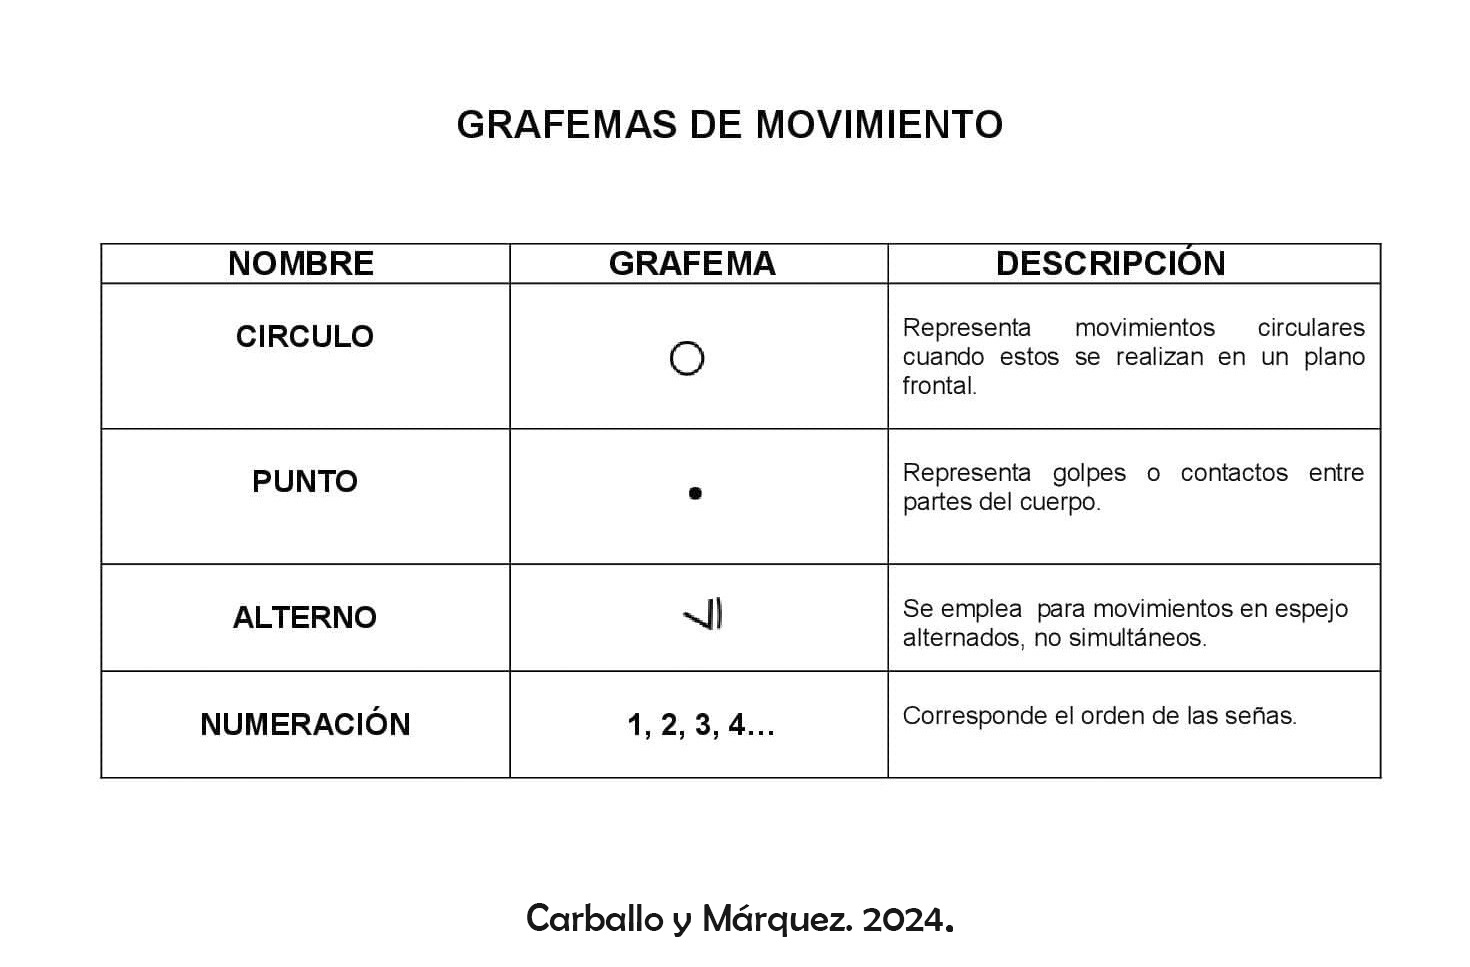 GRAFEMAS DE MOVIMIENTO
NOMBRE GRAFEMA DESCRIPCIÓN
CIRCULO
Representa movimientos circulares
cuando estos se realizan en un plano
frontal.
PUNTO
Representa golpes o contactos entre
partes del cuerpo.
ALTERNO
Se emplea para movimientos en espejo
alternados, no simultáneos.
NUMERACIÓN 1, 2, 3, 4... Corresponde el orden de las señas.
Carballo y Márquez. 2024.